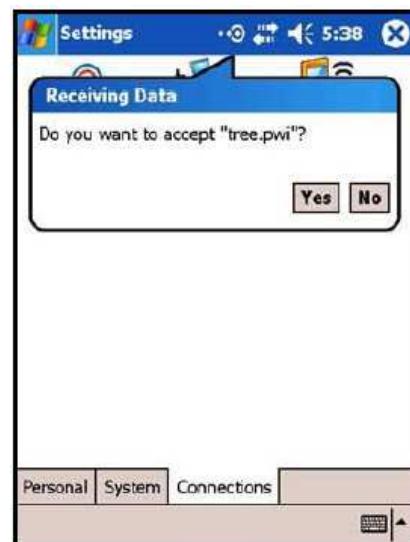 Settings 5:38
Receiving Data
Do you want to accept "tree.pwi"?
Yes No
Personal System Connections